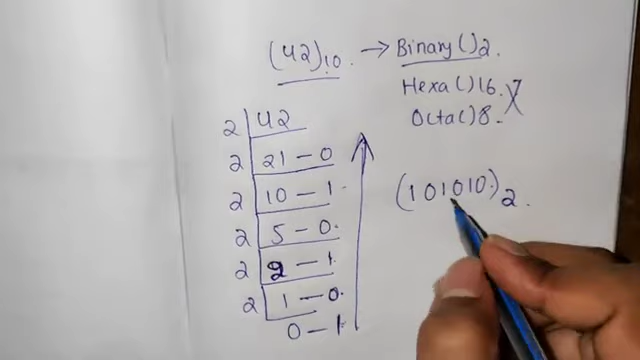 (42)10. → Binary()2.
Hexa()16.
Octa()8.
2 42
2 21 - 0
2 10 - 1.
2 5 - 0.
2 2 - 1.
2 1 - 0.
0 - 1.
(101010.)2.